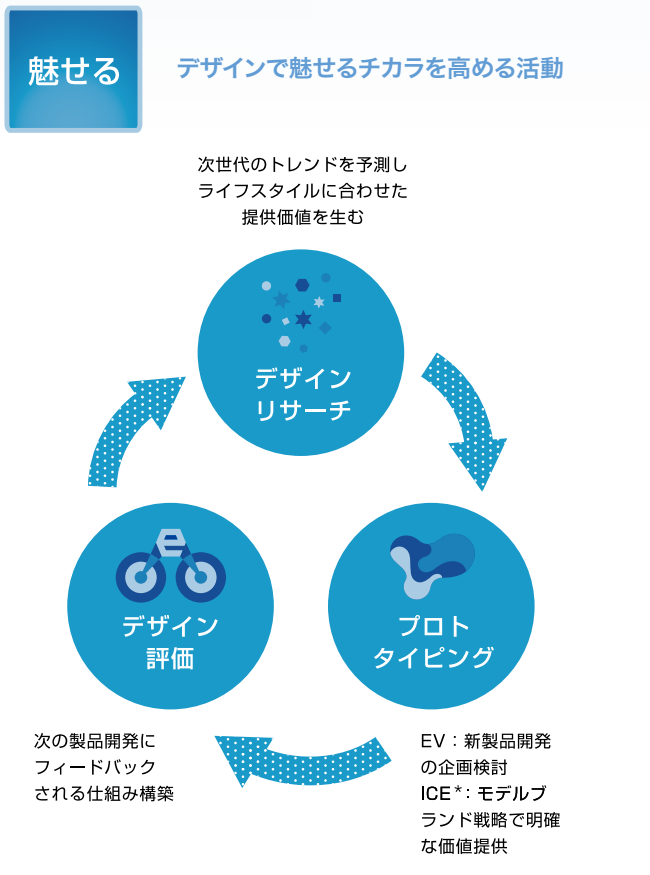 魅せる
デザインで魅せるチカラを高める活動
次世代のトレンドを予測し
ライフスタイルに合わせた
提供価値を生む
デザイン
リサーチ
デザイン
評価
プロト
タイピング
次の製品開発に
フィードバック
される仕組み構築
EV：新製品開発
の企画検討
ICE*：モデルブ
ランド戦略で明確
な価値提供